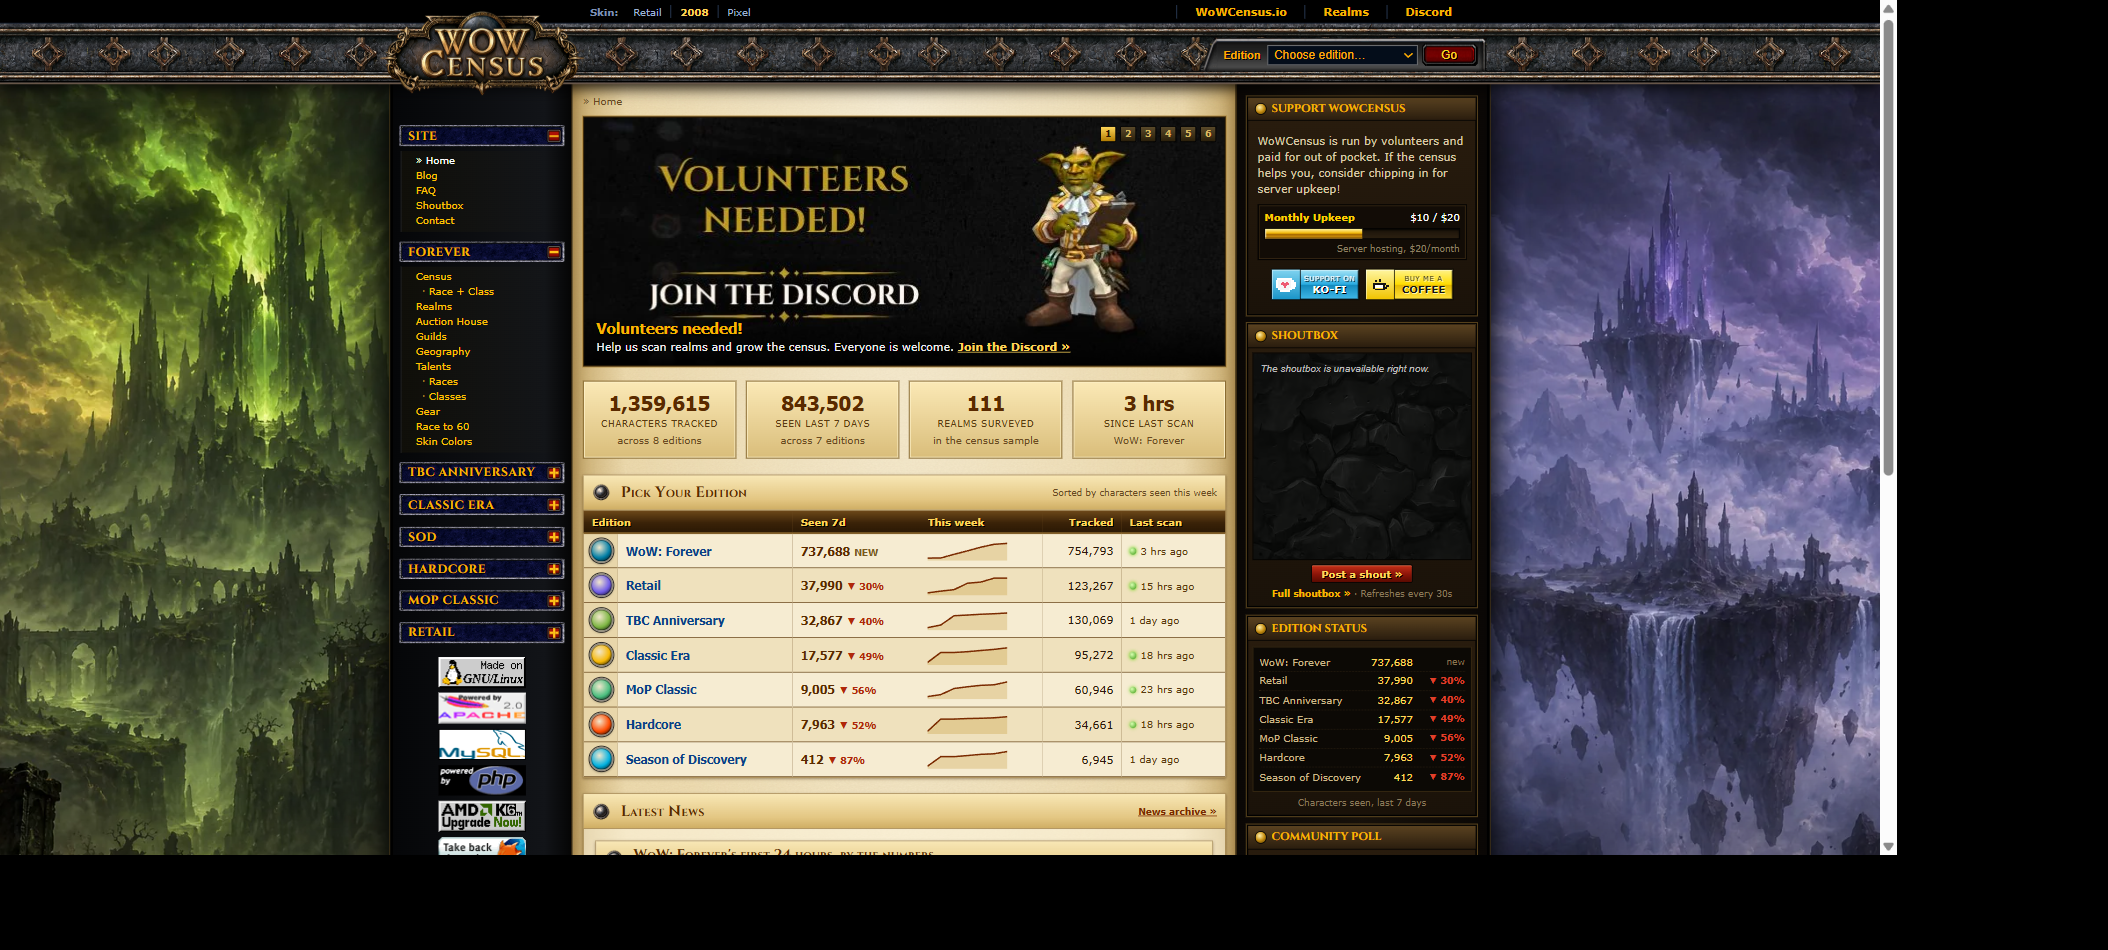 Skin: Retail 2008 Pixel
WoWCensus.io Realms Discord
WOW
CENSUS
Edition Choose edition... Go
SITE
» Home
Blog
FAQ
Shoutbox
Contact
FOREVER
Census
· Race + Class
Realms
Auction House
Guilds
Geography
Talents
· Races
· Classes
Gear
Race to 60
Skin Colors
TBC ANNIVERSARY
CLASSIC ERA
SOD
HARDCORE
MOP CLASSIC
RETAIL
Made on
GNU/Linux
Powered by
2.0
APACHE
MySQL
powered
by php
AMD K6
Upgrade Now!
Take back
» Home
1 2 3 4 5 6
VOLUNTEERS
NEEDED!
JOIN THE DISCORD
Volunteers needed!
Help us scan realms and grow the census. Everyone is welcome. Join the Discord »
1,359,615
CHARACTERS TRACKED
across 8 editions
843,502
SEEN LAST 7 DAYS
across 7 editions
111
REALMS SURVEYED
in the census sample
3 hrs
SINCE LAST SCAN
WoW: Forever
PICK YOUR EDITION
Sorted by characters seen this week
Edition Seen 7d This week Tracked Last scan
WoW: Forever 737,688 NEW 754,793 3 hrs ago
Retail 37,990 ▼ 30% 123,267 15 hrs ago
TBC Anniversary 32,867 ▼ 40% 130,069 1 day ago
Classic Era 17,577 ▼ 49% 95,272 18 hrs ago
MoP Classic 9,005 ▼ 56% 60,946 23 hrs ago
Hardcore 7,963 ▼ 52% 34,661 18 hrs ago
Season of Discovery 412 ▼ 87% 6,945 1 day ago
LATEST NEWS
News archive »
WOW: FOREVER'S FIRST 24 HOURS, BY THE NUMBERS
SUPPORT WOWCENSUS
WoWCensus is run by volunteers and
paid for out of pocket. If the census
helps you, consider chipping in for
server upkeep!
Monthly Upkeep $10 / $20
Server hosting, $20/month
SUPPORT ON
KO-FI
BUY ME A
COFFEE
SHOUTBOX
The shoutbox is unavailable right now.
Post a shout »
Full shoutbox » · Refreshes every 30s
EDITION STATUS
WoW: Forever 737,688 new
Retail 37,990 ▼ 30%
TBC Anniversary 32,867 ▼ 40%
Classic Era 17,577 ▼ 49%
MoP Classic 9,005 ▼ 56%
Hardcore 7,963 ▼ 52%
Season of Discovery 412 ▼ 87%
Characters seen, last 7 days
COMMUNITY POLL